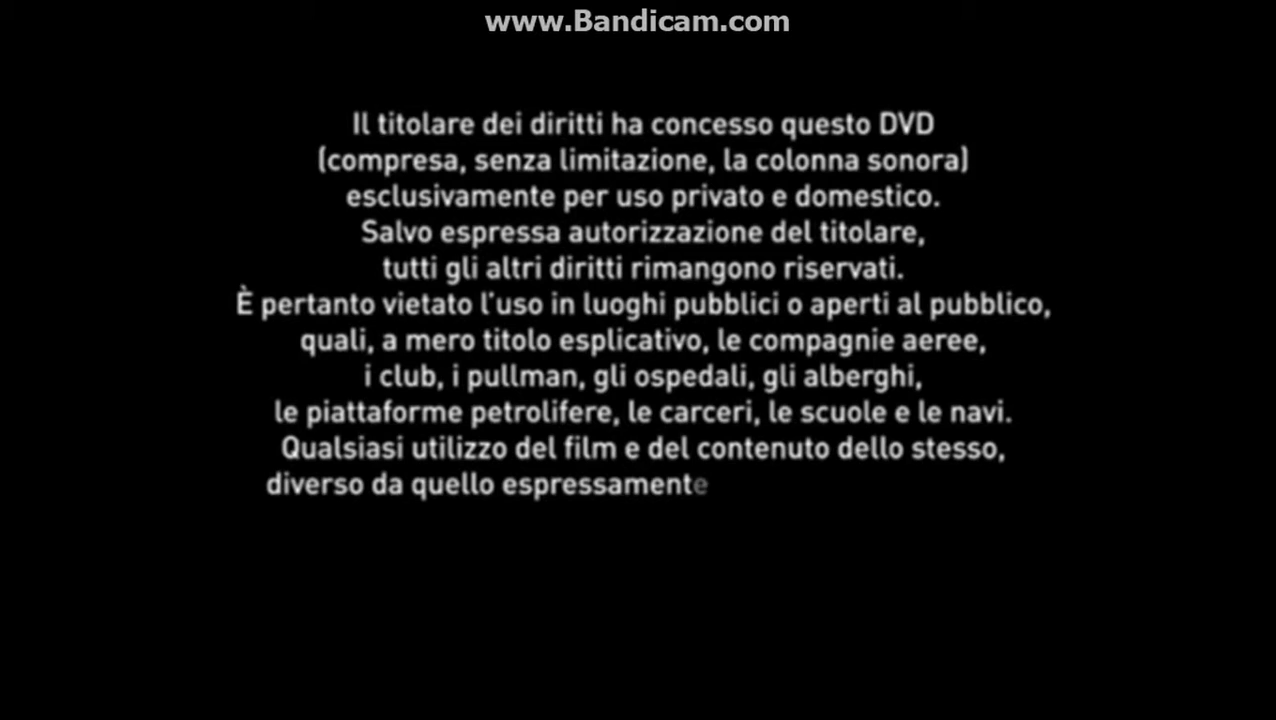 www.Bandicam.com
Il titolare dei diritti ha concesso questo DVD
(compresa, senza limitazione, la colonna sonora)
esclusivamente per uso privato e domestico.
Salvo espressa autorizzazione del titolare,
tutti gli altri diritti rimangono riservati.
È pertanto vietato l'uso in luoghi pubblici o aperti al pubblico,
quali, a mero titolo esplicativo, le compagnie aeree,
i club, i pullman, gli ospedali, gli alberghi,
le piattaforme petrolifere, le carceri, le scuole e le navi.
Qualsiasi utilizzo del film e del contenuto dello stesso,
diverso da quello espressamente